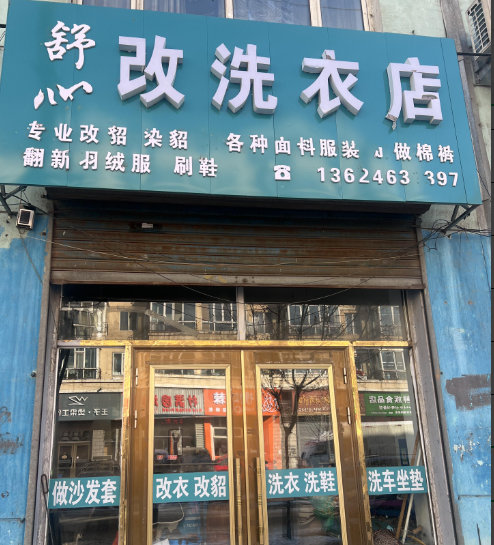 舒心 改洗衣店
专业改貂 染貂 各种面料服装 做棉裤
翻新羽绒服 刷鞋 ☎ 13624463 397
做沙发套 改衣 改貂 洗衣 洗鞋 洗车坐垫